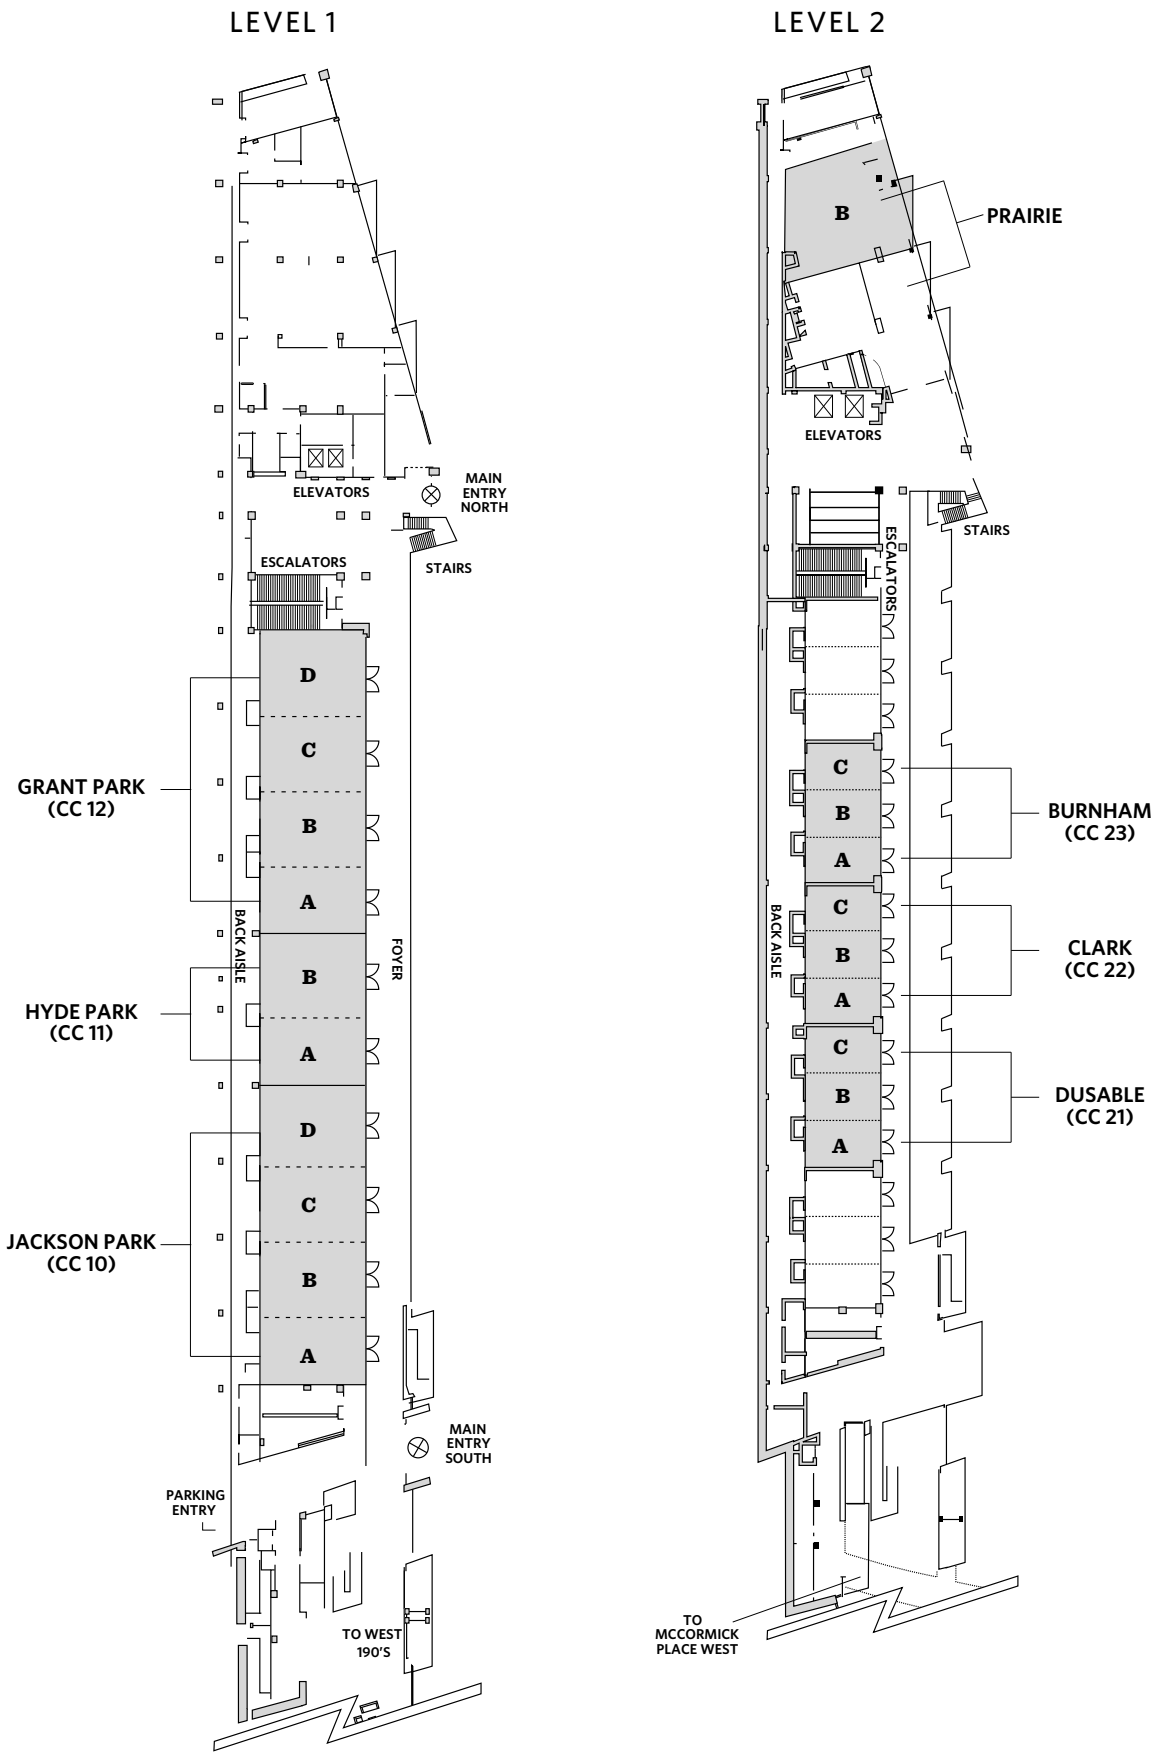 LEVEL 1
ELEVATORS
MAIN
ENTRY
NORTH
ESCALATORS
STAIRS
D
C
B
A
GRANT PARK
(CC 12)
BACK AISLE
FOYER
B
A
HYDE PARK
(CC 11)
D
C
B
A
JACKSON PARK
(CC 10)
MAIN
ENTRY
SOUTH
PARKING
ENTRY
TO WEST
190'S
LEVEL 2
B
PRAIRIE
ELEVATORS
ESCALATORS
STAIRS
C
B
A
BURNHAM
(CC 23)
BACK AISLE
C
B
A
CLARK
(CC 22)
C
B
A
DUSABLE
(CC 21)
TO
MCCORMICK
PLACE WEST